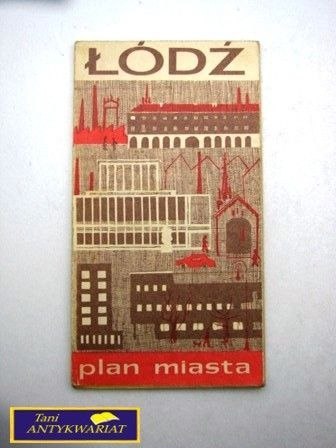 ŁÓDŹ
plan miasta
Tani
ANTYKWARIAT